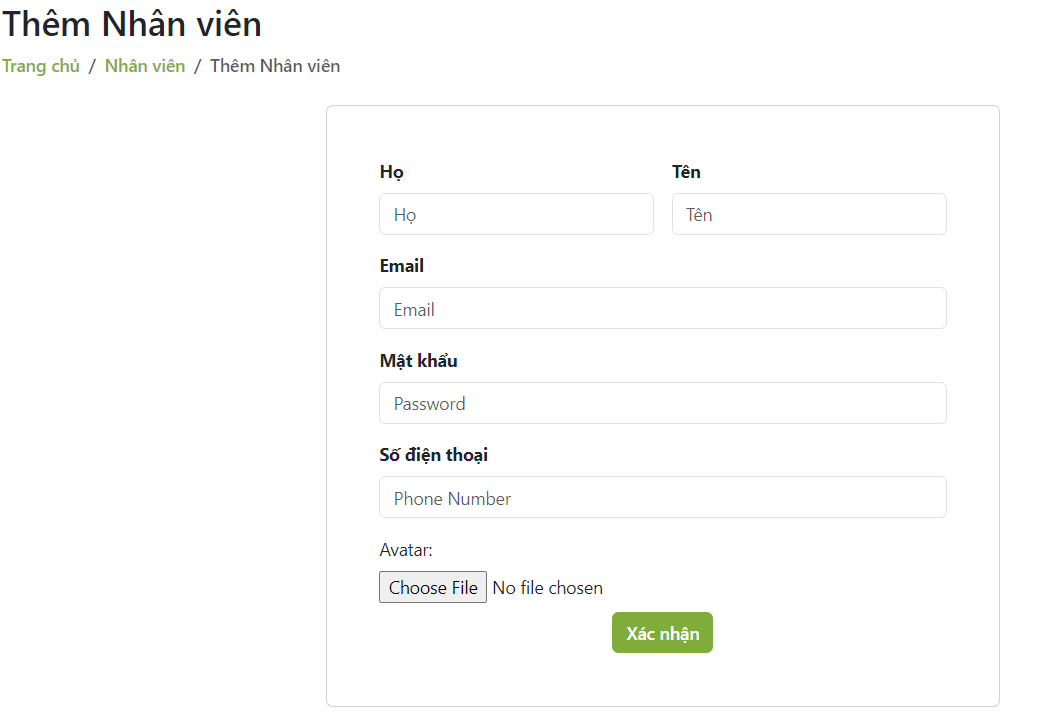 Thêm Nhân viên
Trang chủ / Nhân viên / Thêm Nhân viên
Họ Tên
Họ Tên
Email
Email
Mật khẩu
Password
Số điện thoại
Phone Number
Avatar:
Choose File No file chosen
Xác nhận